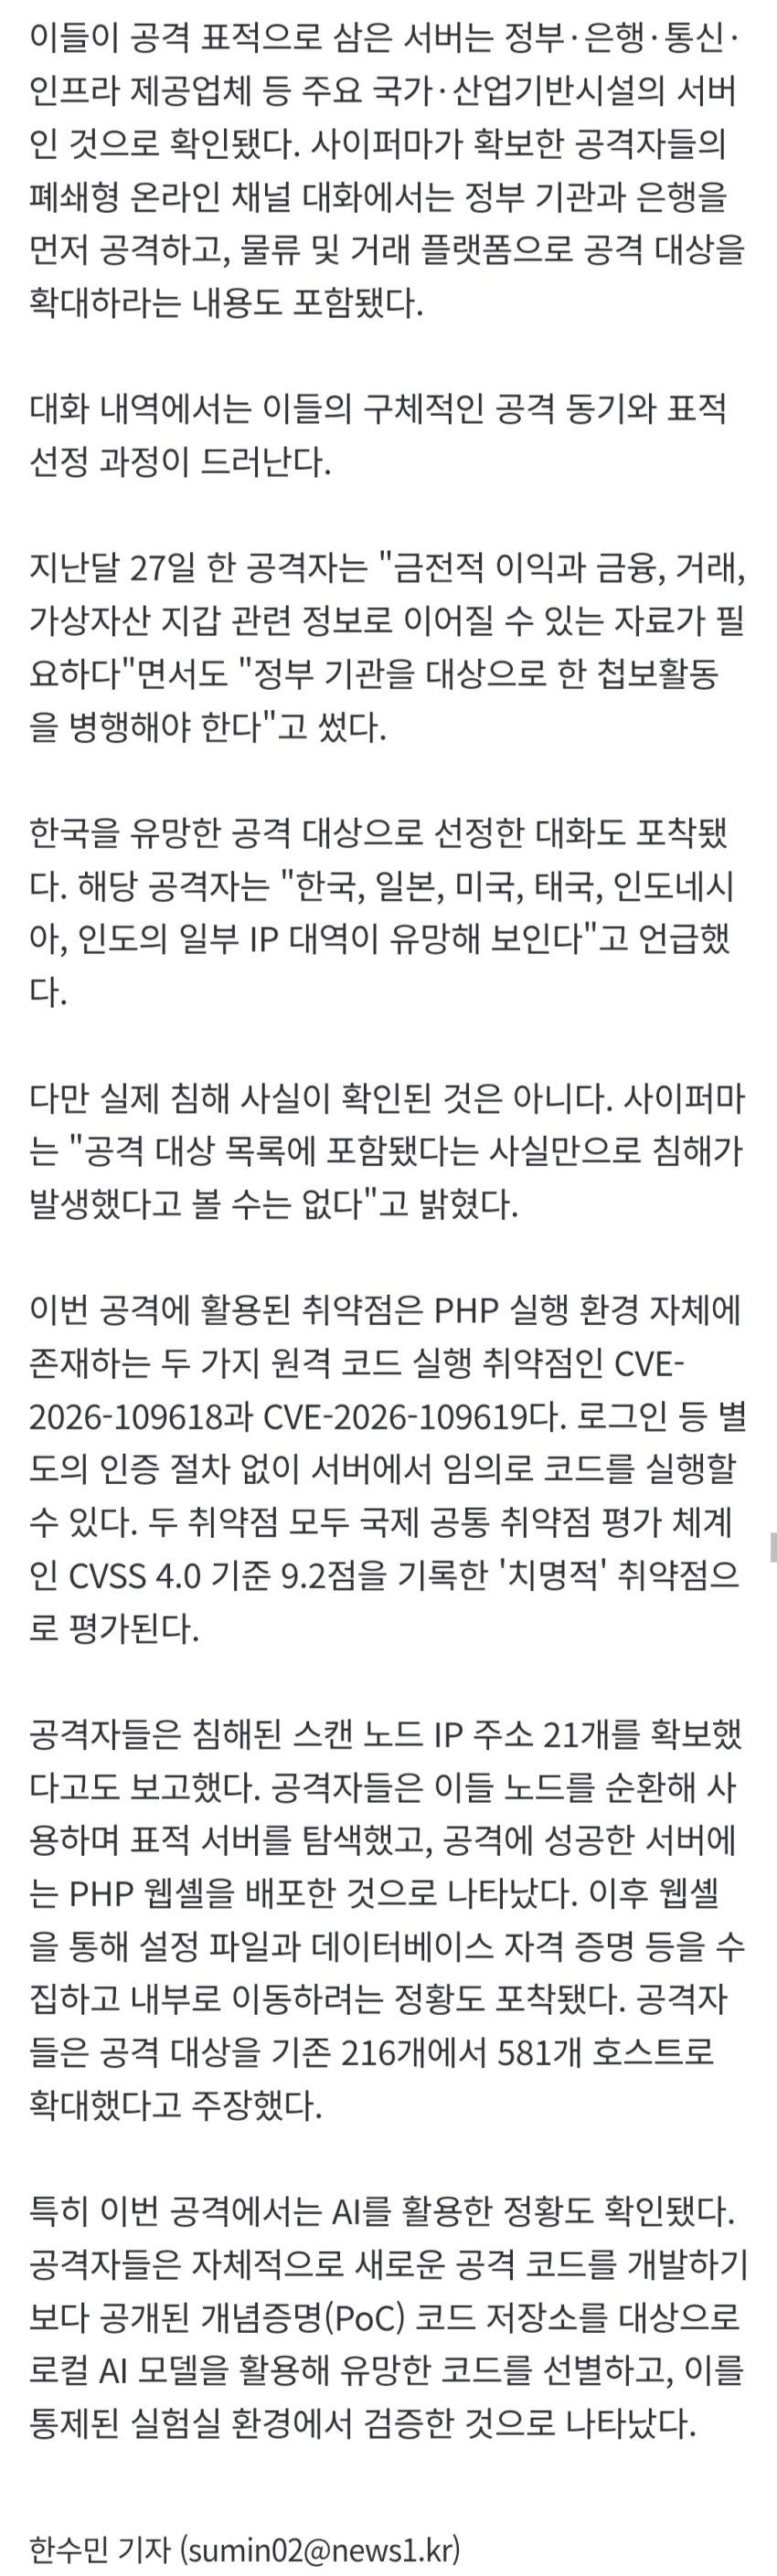 이들이 공격 표적으로 삼은 서버는 정부·은행·통신·
인프라 제공업체 등 주요 국가·산업기반시설의 서버
인 것으로 확인됐다. 사이퍼마가 확보한 공격자들의
폐쇄형 온라인 채널 대화에서는 정부 기관과 은행을
먼저 공격하고, 물류 및 거래 플랫폼으로 공격 대상을
확대하라는 내용도 포함됐다.
대화 내역에서는 이들의 구체적인 공격 동기와 표적
선정 과정이 드러난다.
지난달 27일 한 공격자는 "금전적 이익과 금융, 거래,
가상자산 지갑 관련 정보로 이어질 수 있는 자료가 필
요하다"면서도 "정부 기관을 대상으로 한 첩보활동
을 병행해야 한다"고 썼다.
한국을 유망한 공격 대상으로 선정한 대화도 포착됐
다. 해당 공격자는 "한국, 일본, 미국, 태국, 인도네시
아, 인도의 일부 IP 대역이 유망해 보인다"고 언급했
다.
다만 실제 침해 사실이 확인된 것은 아니다. 사이퍼마
는 "공격 대상 목록에 포함됐다는 사실만으로 침해가
발생했다고 볼 수는 없다"고 밝혔다.
이번 공격에 활용된 취약점은 PHP 실행 환경 자체에
존재하는 두 가지 원격 코드 실행 취약점인 CVE-
2026-109618과 CVE-2026-109619다. 로그인 등 별
도의 인증 절차 없이 서버에서 임의로 코드를 실행할
수 있다. 두 취약점 모두 국제 공통 취약점 평가 체계
인 CVSS 4.0 기준 9.2점을 기록한 '치명적' 취약점으
로 평가된다.
공격자들은 침해된 스캔 노드 IP 주소 21개를 확보했
다고도 보고했다. 공격자들은 이들 노드를 순환해 사
용하며 표적 서버를 탐색했고, 공격에 성공한 서버에
는 PHP 웹셸을 배포한 것으로 나타났다. 이후 웹셸
을 통해 설정 파일과 데이터베이스 자격 증명 등을 수
집하고 내부로 이동하려는 정황도 포착됐다. 공격자
들은 공격 대상을 기존 216개에서 581개 호스트로
확대했다고 주장했다.
특히 이번 공격에서는 AI를 활용한 정황도 확인됐다.
공격자들은 자체적으로 새로운 공격 코드를 개발하기
보다 공개된 개념증명(PoC) 코드 저장소를 대상으로
로컬 AI 모델을 활용해 유망한 코드를 선별하고, 이를
통제된 실험실 환경에서 검증한 것으로 나타났다.
한수민 기자 (sumin02@news1.kr)